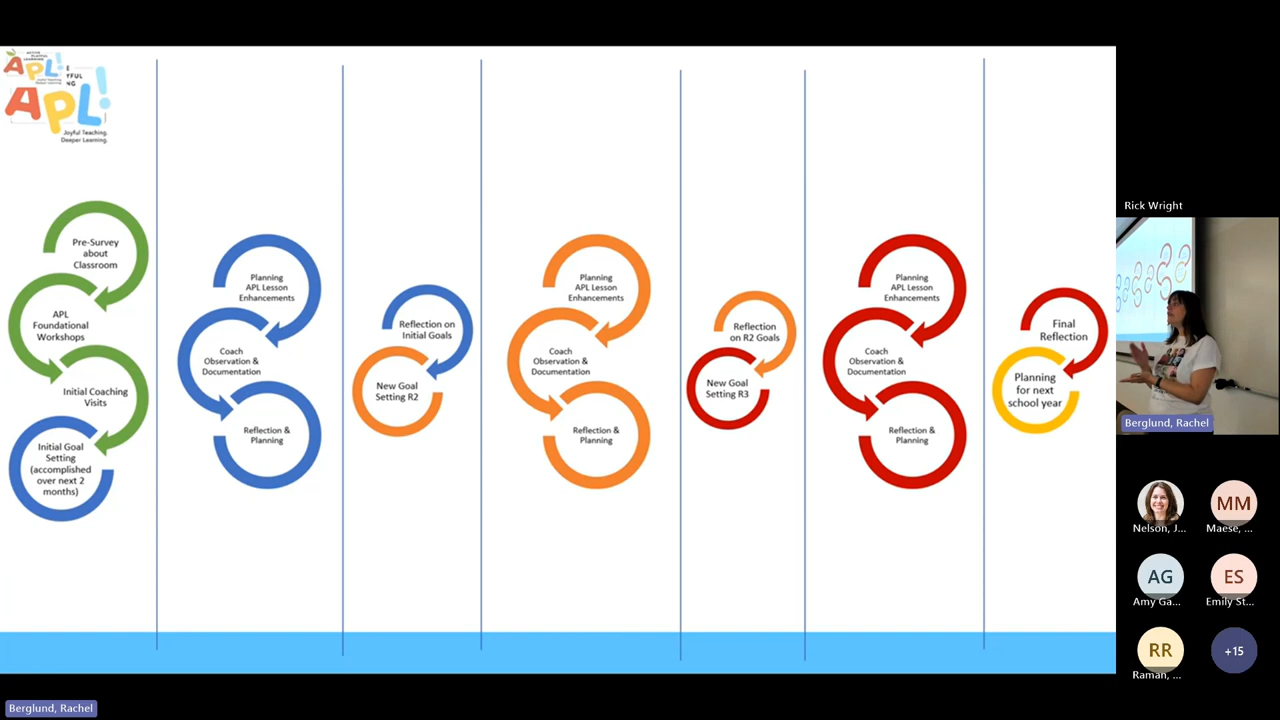 APL!
Joyful Teaching.
Deeper Learning.
Pre-Survey
about
Classroom
APL
Foundational
Workshops
Initial Coaching
Visits
Initial Goal
Setting
(accomplished
over next 2
months)
Planning
APL Lesson
Enhancements
Coach
Observation &
Documentation
Reflection &
Planning
Reflection on
Initial Goals
New Goal
Setting R2
Planning
APL Lesson
Enhancements
Coach
Observation &
Documentation
Reflection &
Planning
Reflection
on R2 Goals
New Goal
Setting R3
Planning
APL Lesson
Enhancements
Coach
Observation &
Documentation
Reflection &
Planning
Final
Reflection
Planning
for next
school year
Rick Wright
Berglund, Rachel
Nelson, J...
MM
Maese, ...
AG
Amy Ga...
ES
Emily St...
RR
Raman, ...
+15
Berglund, Rachel